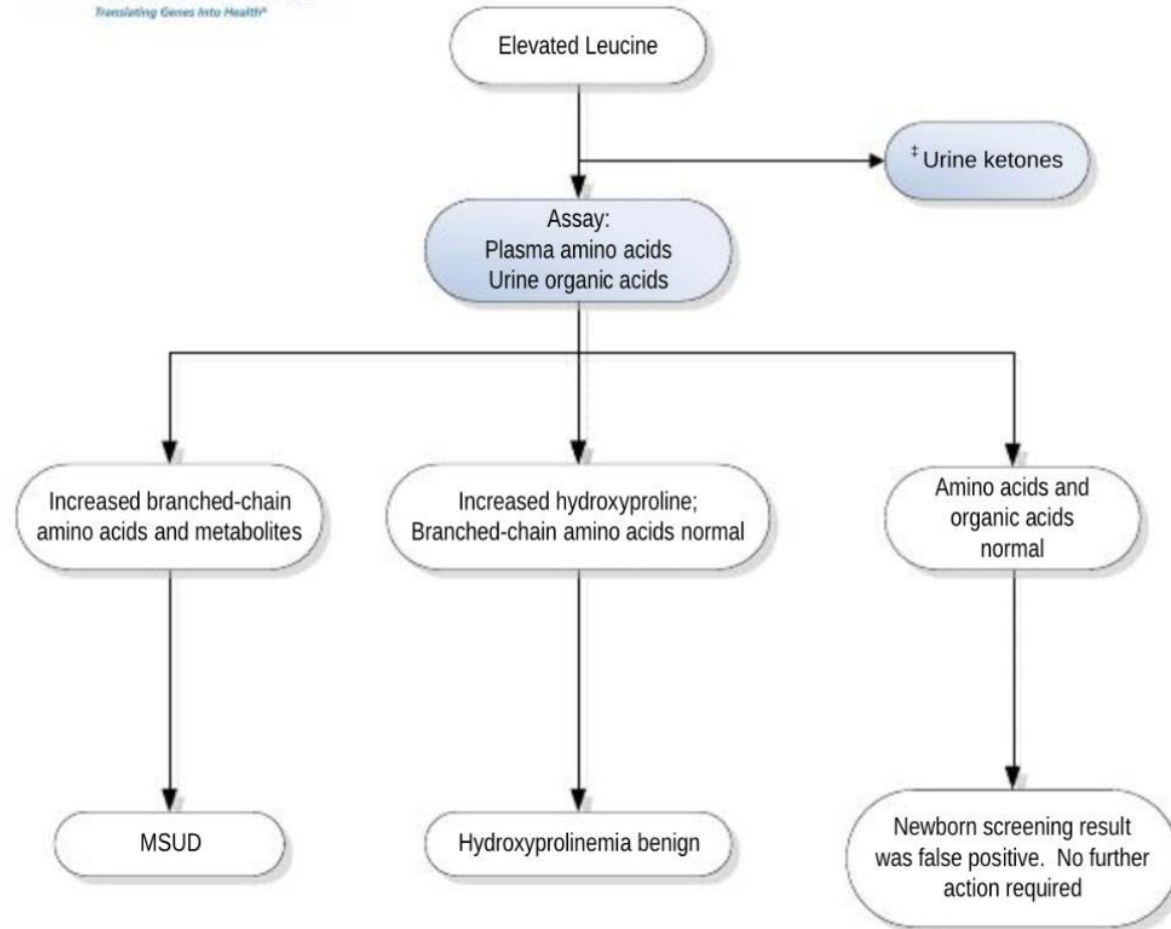 Translating Genes Into Health®
Elevated Leucine
‡ Urine ketones
Assay:
Plasma amino acids
Urine organic acids
Increased branched-chain
amino acids and metabolites
Increased hydroxyproline;
Branched-chain amino acids normal
Amino acids and
organic acids
normal
MSUD
Hydroxyprolinemia benign
Newborn screening result
was false positive. No further
action required